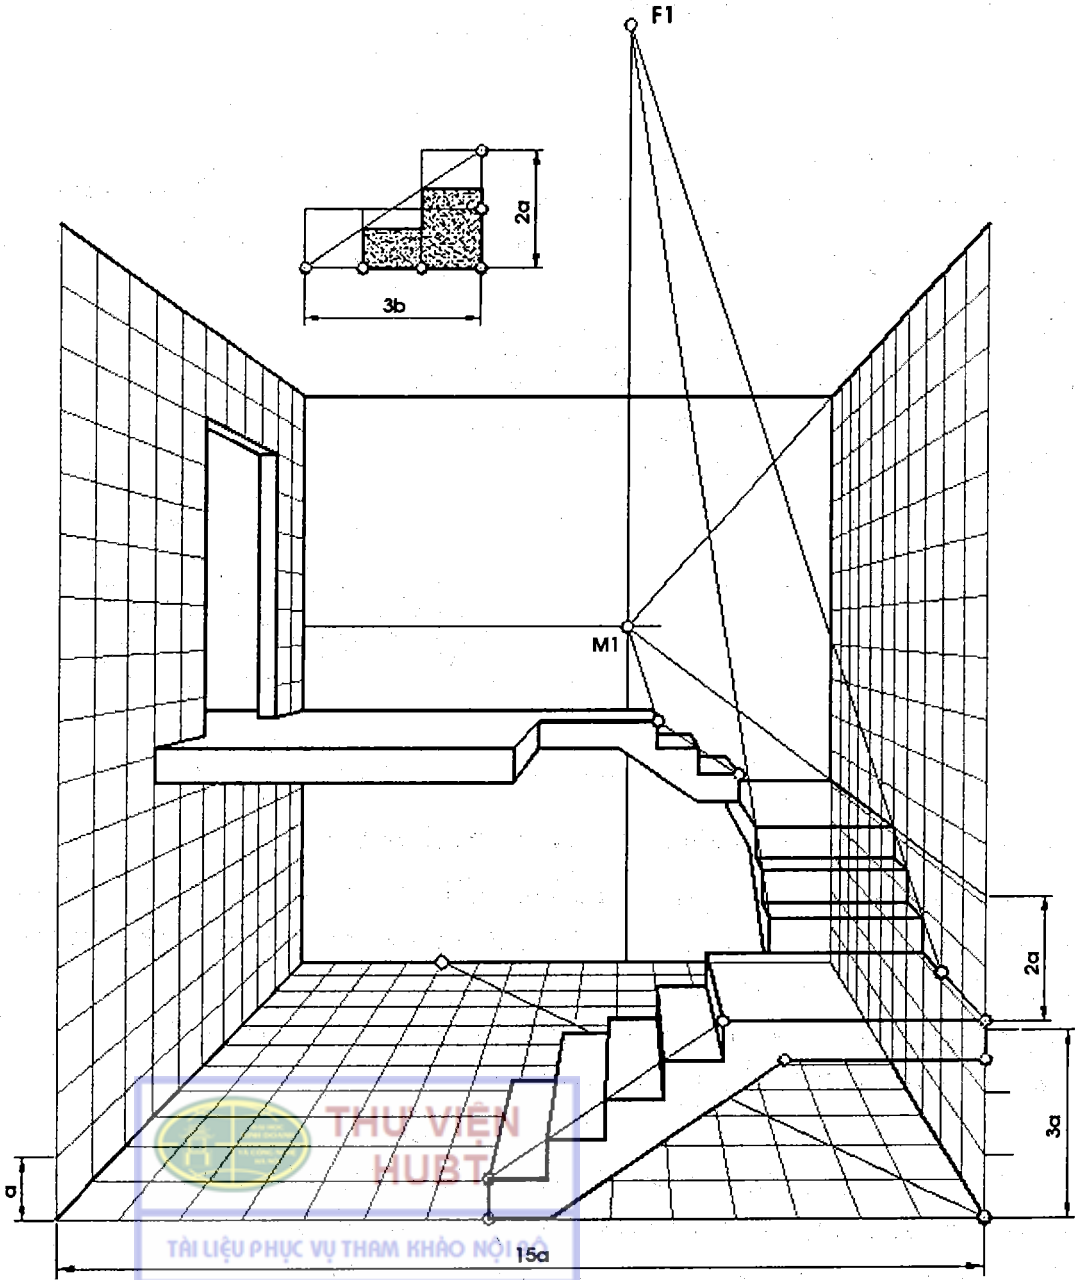 F1
2a
3b
M1
2a
3a
a
THƯ VIỆN
HUBT
TÀI LIỆU PHỤC VỤ THAM KHẢO NỘI BỘ
15a